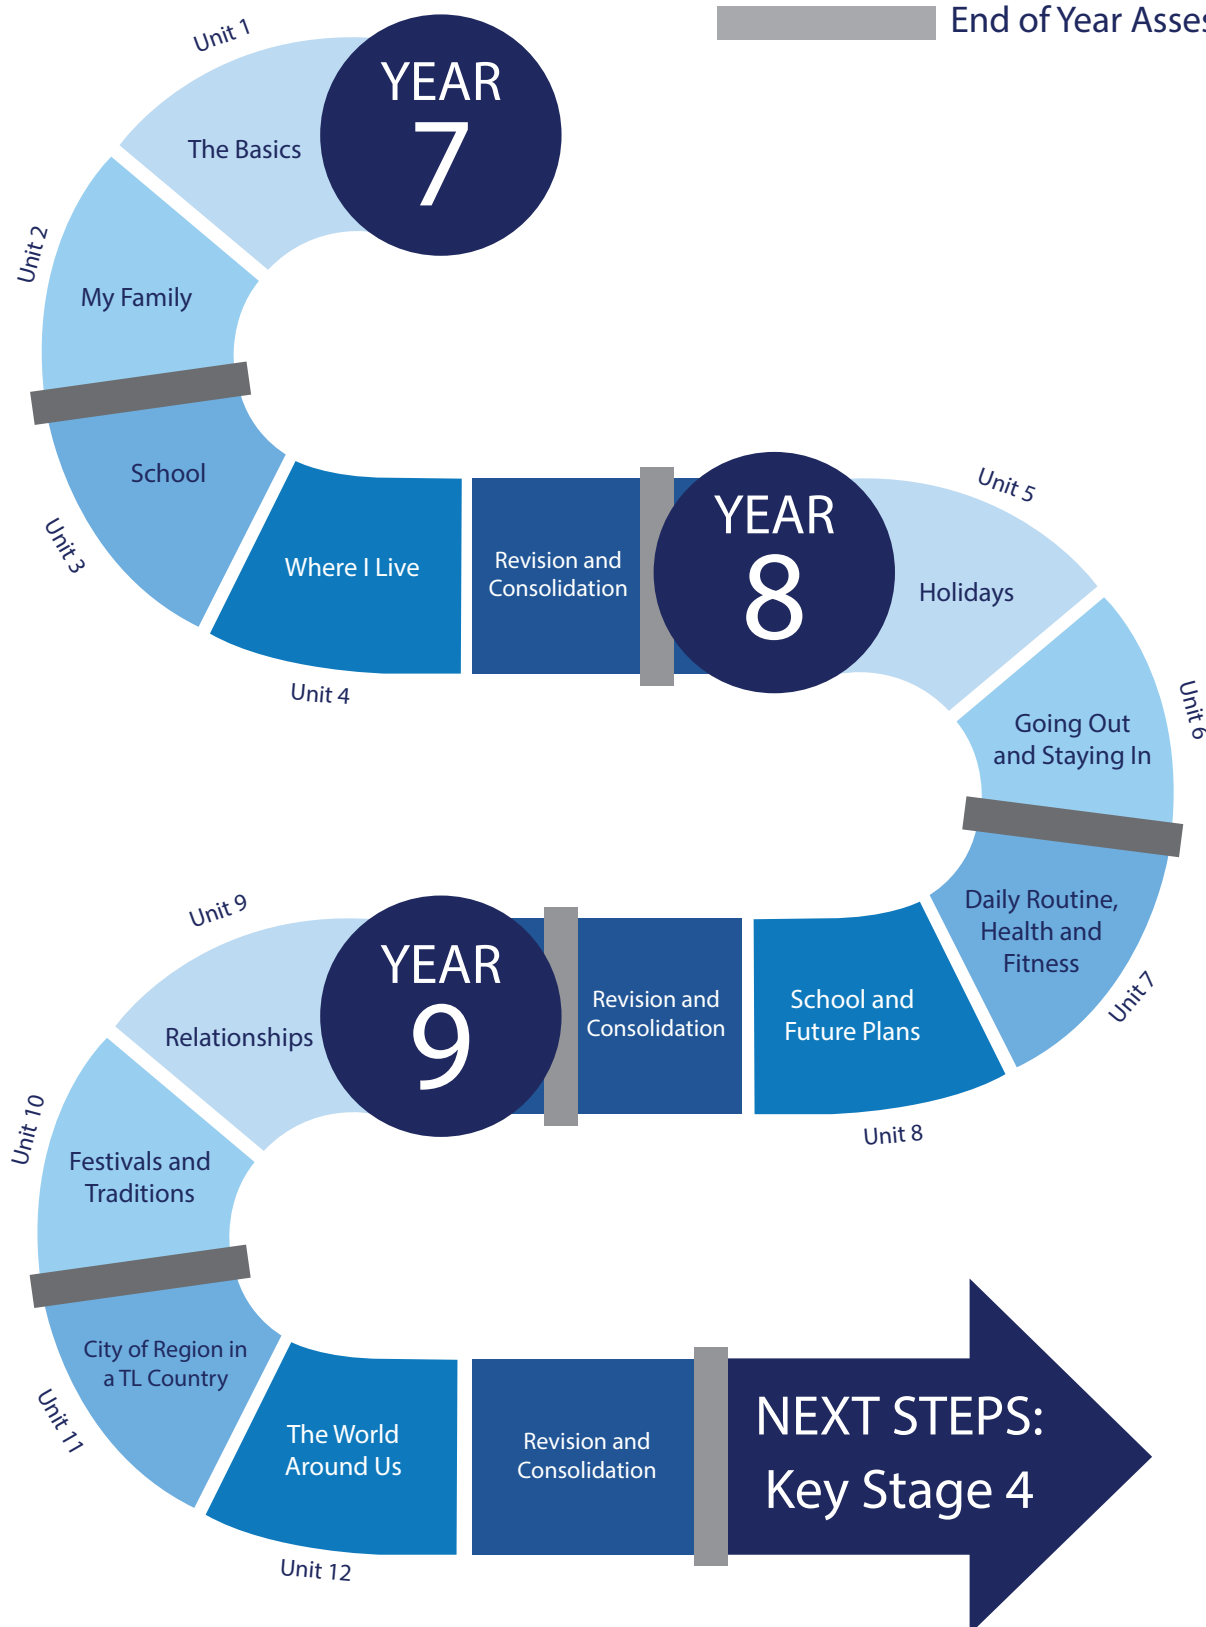 End of Year
Unit 1
YEAR
7
The Basics
Unit 2
My Family
School
Unit 3
Where I Live
Unit 4
Revision and
Consolidation
YEAR
8
Unit 5
Holidays
Unit 6
Going Out
and Staying In
Daily Routine,
Health and
Fitness
Unit 7
School and
Future Plans
Unit 8
Revision and
Consolidation
YEAR
9
Unit 9
Relationships
Unit 10
Festivals and
Traditions
City of Region in
a TL Country
Unit 11
The World
Around Us
Unit 12
Revision and
Consolidation
NEXT STEPS:
Key Stage 4